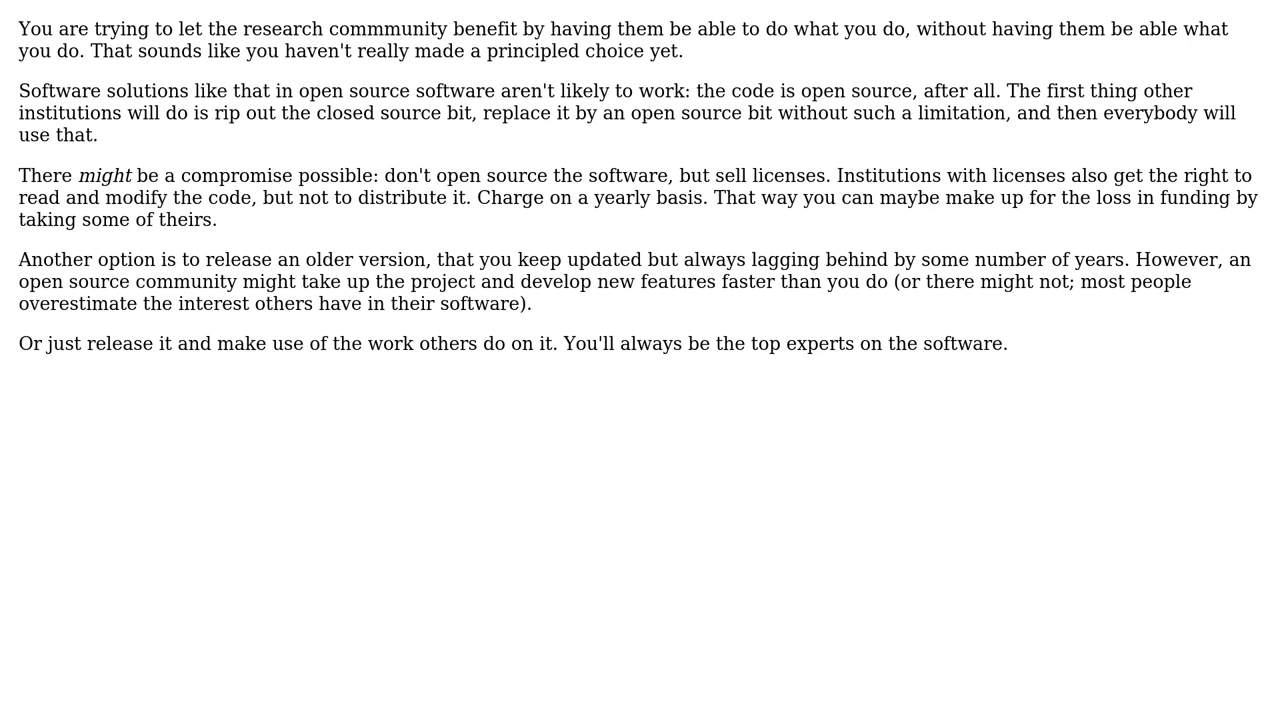 You are trying to let the research commmunity benefit by having them be able to do what you do, without having them be able what
you do. That sounds like you haven't really made a principled choice yet.
Software solutions like that in open source software aren't likely to work: the code is open source, after all. The first thing other
institutions will do is rip out the closed source bit, replace it by an open source bit without such a limitation, and then everybody will
use that.
There might be a compromise possible: don't open source the software, but sell licenses. Institutions with licenses also get the right to
read and modify the code, but not to distribute it. Charge on a yearly basis. That way you can maybe make up for the loss in funding by
taking some of theirs.
Another option is to release an older version, that you keep updated but always lagging behind by some number of years. However, an
open source community might take up the project and develop new features faster than you do (or there might not; most people
overestimate the interest others have in their software).
Or just release it and make use of the work others do on it. You'll always be the top experts on the software.